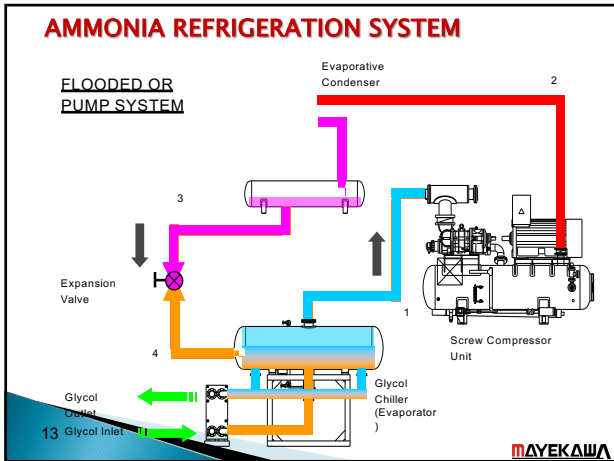 AMMONIA REFRIGERATION SYSTEM
FLOODED OR
PUMP SYSTEM
Evaporative
Condenser
2
3
Expansion
Valve
1
Screw Compressor
Unit
4
Glycol
Chiller
(Evaporator
)
Glycol
Outlet
13
Glycol Inlet
MAYEKAWA